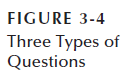 FIGURE 3-4
Three Types of
Questions